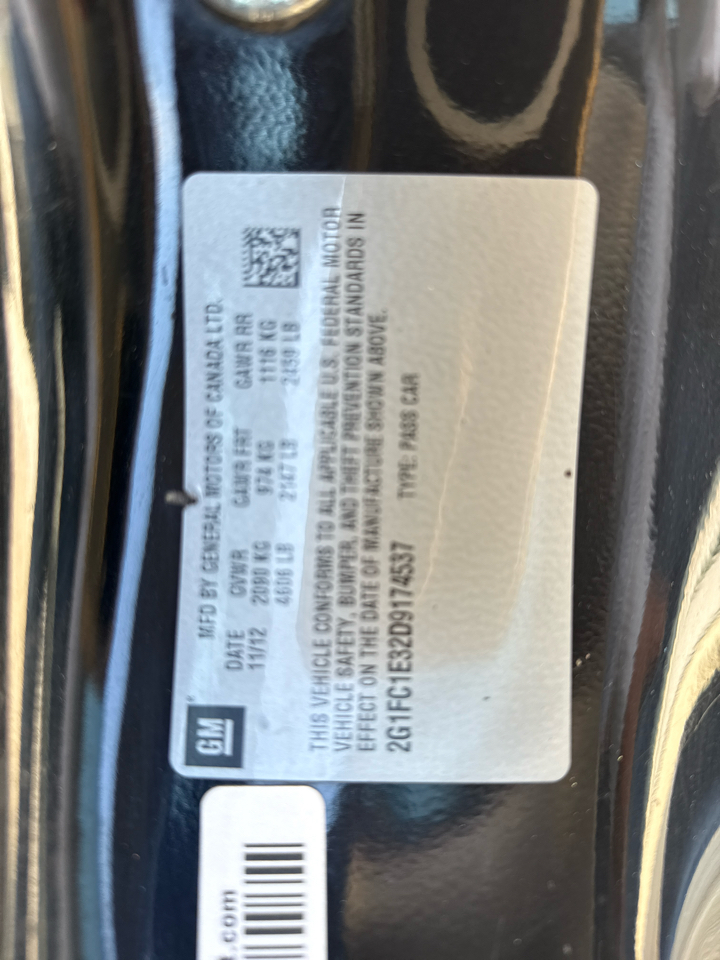 GM
MFD BY GENERAL MOTORS OF CANADA LTD.
DATE GVWR GAWR FRT GAWR RR
11/12 2090 KG 974 KG 1116 KG
4606 LB 2147 LB 2459 LB
THIS VEHICLE CONFORMS TO ALL APPLICABLE U.S. FEDERAL MOTOR
VEHICLE SAFETY, BUMPER, AND THEFT PREVENTION STANDARDS IN
EFFECT ON THE DATE OF MANUFACTURE SHOWN ABOVE.
2G1FC1E32D9174537 TYPE: PASS CAR
.com